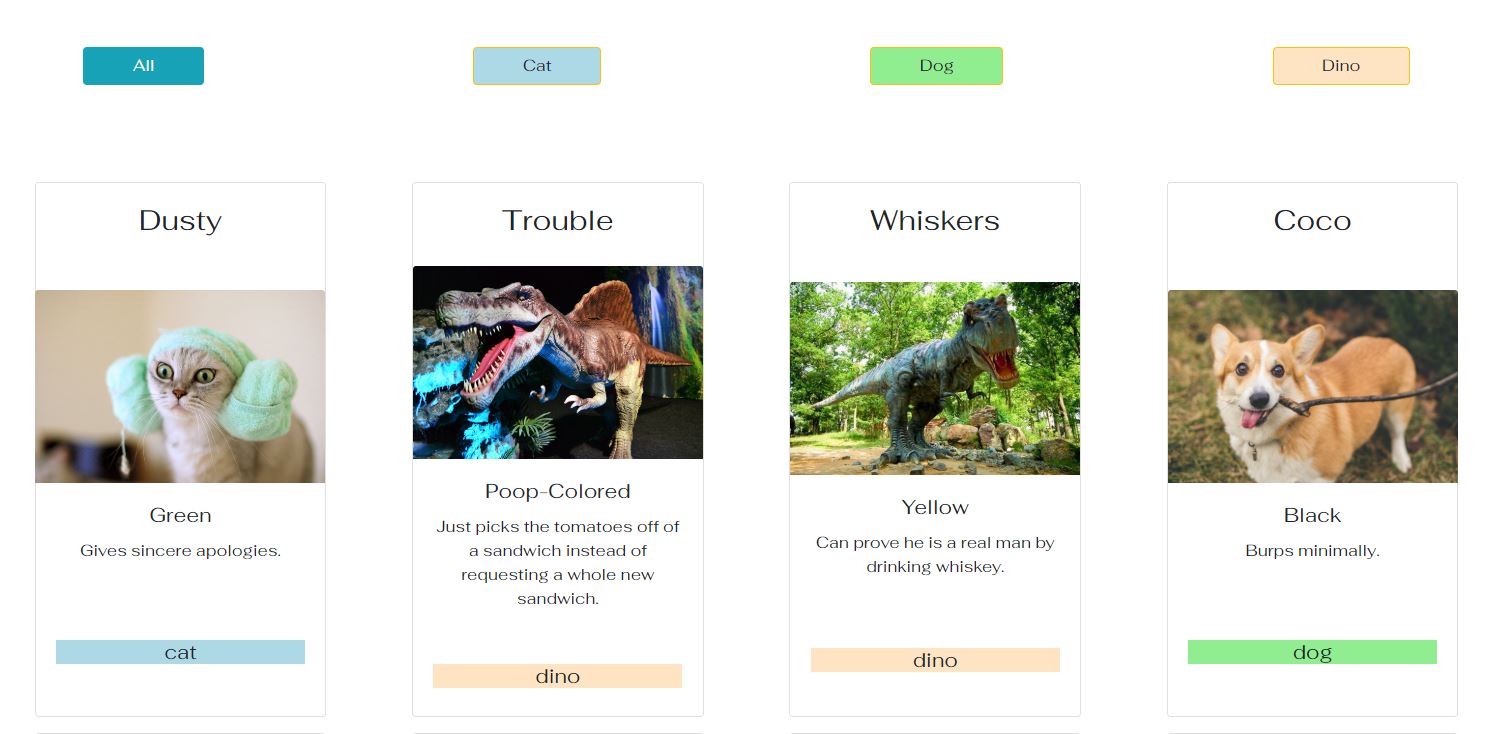 All
Cat
Dog
Dino
Dusty
Green
Gives sincere apologies.
cat
Trouble
Poop-Colored
Just picks the tomatoes off of
a sandwich instead of
requesting a whole new
sandwich.
dino
Whiskers
Yellow
Can prove he is a real man by
drinking whiskey.
dino
Coco
Black
Burps minimally.
dog